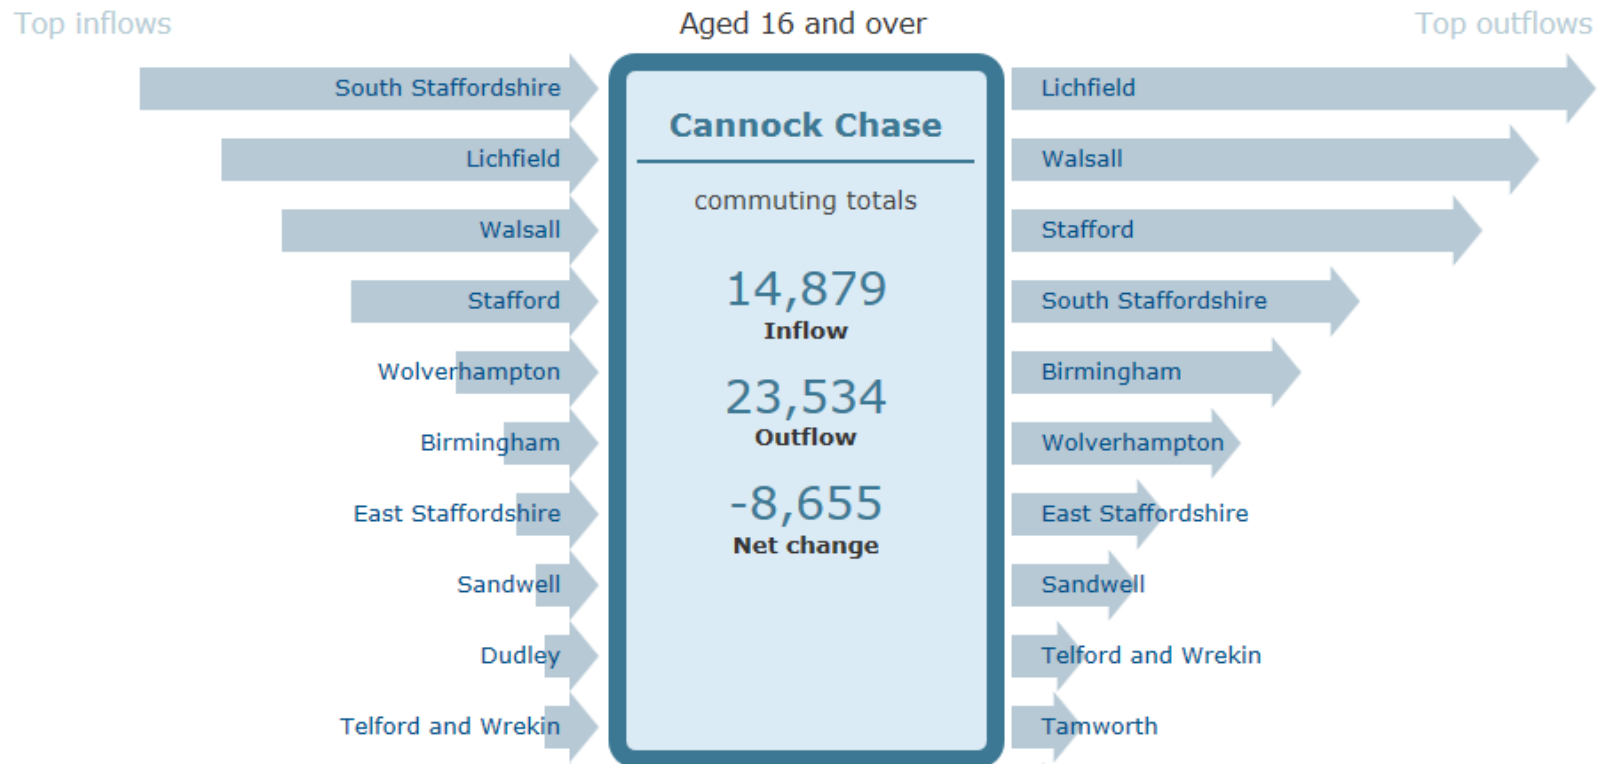 Top inflows
Aged 16 and over
Top outflows
South Staffordshire
Lichfield
Walsall
Stafford
Wolverhampton
Birmingham
East Staffordshire
Sandwell
Dudley
Telford and Wrekin
Cannock Chase
commuting totals
14,879
Inflow
23,534
Outflow
-8,655
Net change
Lichfield
Walsall
Stafford
South Staffordshire
Birmingham
Wolverhampton
East Staffordshire
Sandwell
Telford and Wrekin
Tamworth